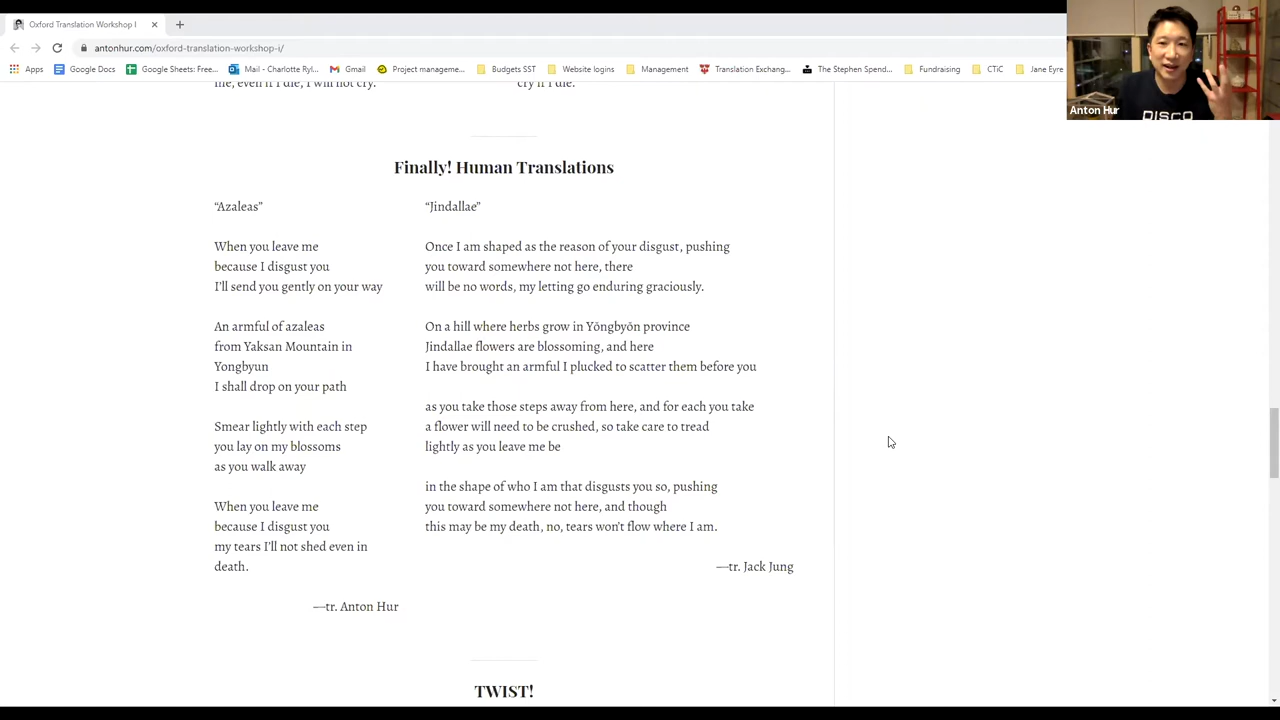 Oxford Translation Workshop I
antonhur.com/oxford-translation-workshop-i/
Apps Google Docs Google Sheets: Free... Mail - Charlotte Ryl... Gmail Project manageme... Budgets SST Website logins Management Translation Exchang... The Stephen Spend... Fundraising CTiC Jane Eyre
Anton Hur
DISCO
me, even if I die, I will not cry.
cry if I die.
Finally! Human Translations
“Azaleas”
When you leave me
because I disgust you
I’ll send you gently on your way
An armful of azaleas
from Yaksan Mountain in
Yongbyun
I shall drop on your path
Smear lightly with each step
you lay on my blossoms
as you walk away
When you leave me
because I disgust you
my tears I’ll not shed even in
death.
—tr. Anton Hur
“Jindallae”
Once I am shaped as the reason of your disgust, pushing
you toward somewhere not here, there
will be no words, my letting go enduring graciously.
On a hill where herbs grow in Yŏngbyŏn province
Jindallae flowers are blossoming, and here
I have brought an armful I plucked to scatter them before you
as you take those steps away from here, and for each you take
a flower will need to be crushed, so take care to tread
lightly as you leave me be
in the shape of who I am that disgusts you so, pushing
you toward somewhere not here, and though
this may be my death, no, tears won’t flow where I am.
—tr. Jack Jung
TWIST!